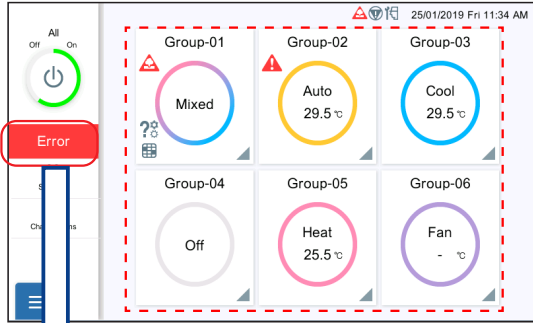 25/01/2019 Fri 11:34 AM
All
Off
On
Error
Group-01
Mixed
Group-02
Auto
29.5 ℃
Group-03
Cool
29.5 ℃
Group-04
Off
Group-05
Heat
25.5 ℃
Group-06
Fan
- ℃